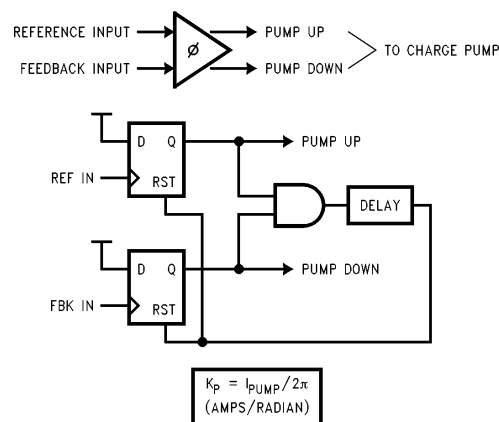 REFERENCE INPUT
PUMP UP
ϕ
TO CHARGE PUMP
FEEDBACK INPUT
PUMP DOWN
D Q
PUMP UP
REF IN
RST
DELAY
D Q
PUMP DOWN
FBK IN
RST
K_P = I_PUMP/2π
(AMPS/RADIAN)